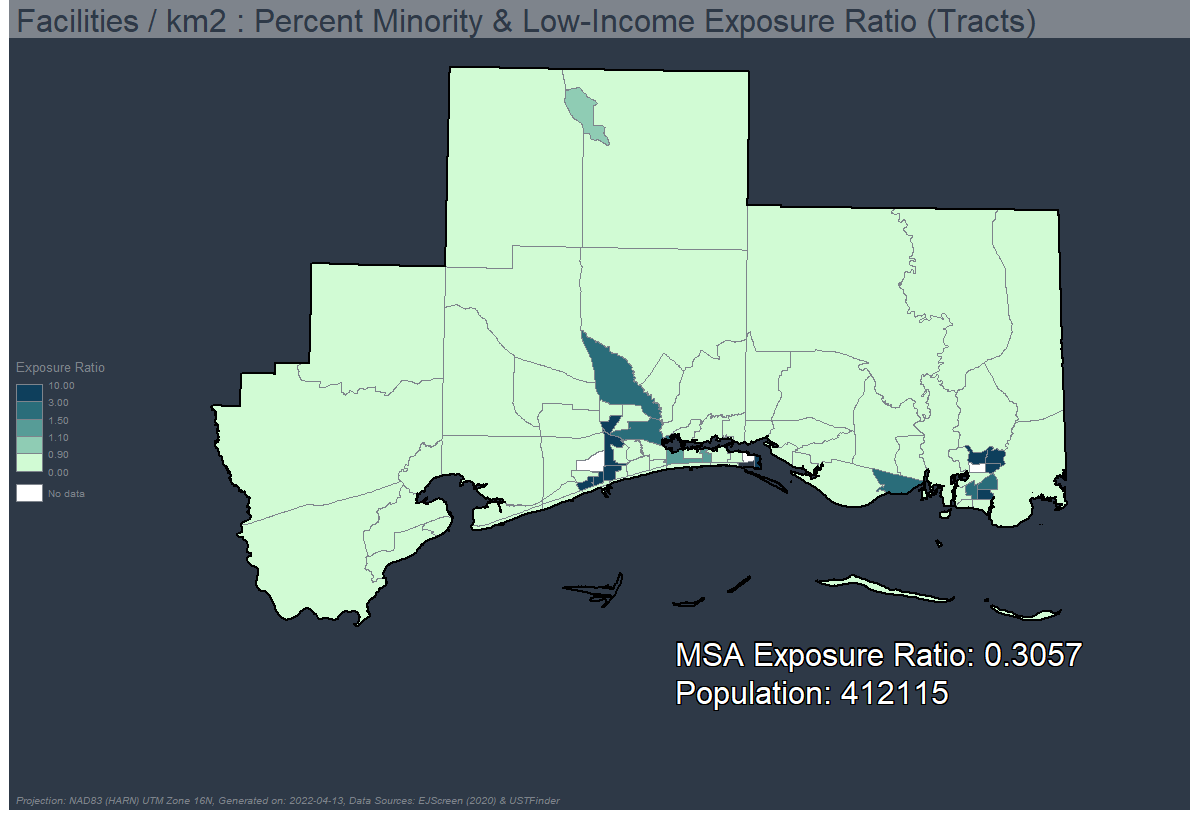 Facilities / km2 : Percent Minority & Low-Income Exposure Ratio (Tracts)
Exposure Ratio
10.00
3.00
1.50
1.10
0.90
0.00
No data
MSA Exposure Ratio: 0.3057
Population: 412115
Projection: NAD83 (HARN) UTM Zone 16N, Generated on: 2022-04-13, Data Sources: EJScreen (2020) & USTFinder